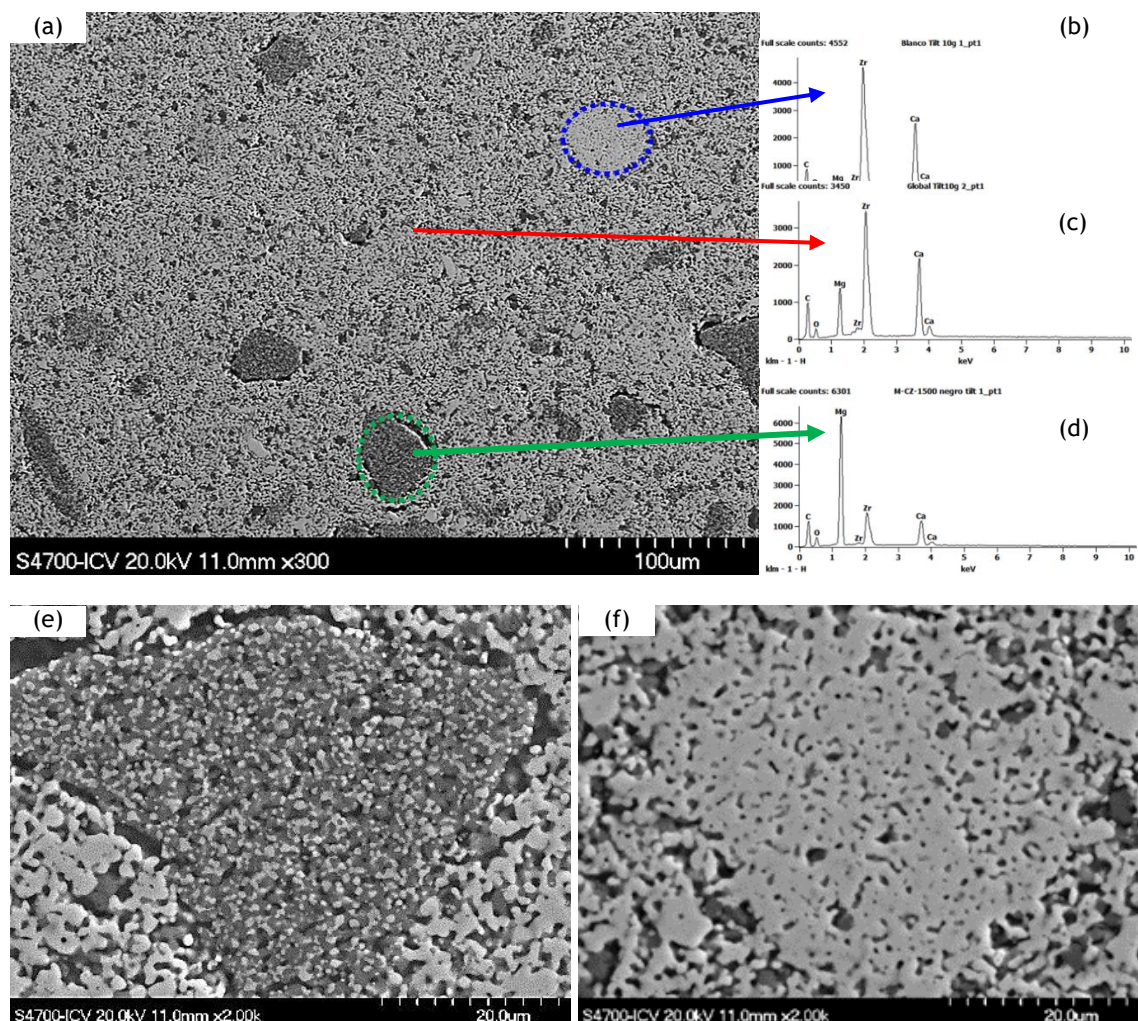 (a)
S4700-ICV 20.0kV 11.0mm x300
100um
(b)
Full scale counts: 4552 Blanco Tilt 10g 1_pt1
4000
3000
2000
1000
C
Mg
Zr
Zr
Ca
Ca
Full scale counts: 3450 Global Tilt10g 2_pt1
(c)
3000
2000
1000
0
C
O
Mg
Zr
Zr
Ca
Ca
0 1 2 3 4 5 6 7 8 9 10
klm - 1 - H keV
Full scale counts: 6301 M-CZ-1500 negro tilt 1_pt1
(d)
6000
5000
4000
3000
2000
1000
0
C
O
Mg
Zr
Zr
Ca
Ca
0 1 2 3 4 5 6 7 8 9 10
klm - 1 - H keV
(e)
S4700-ICV 20.0kV 11.0mm x2.00k 20.0um
(f)
S4700-ICV 20.0kV 11.0mm x2.00k 20.0um